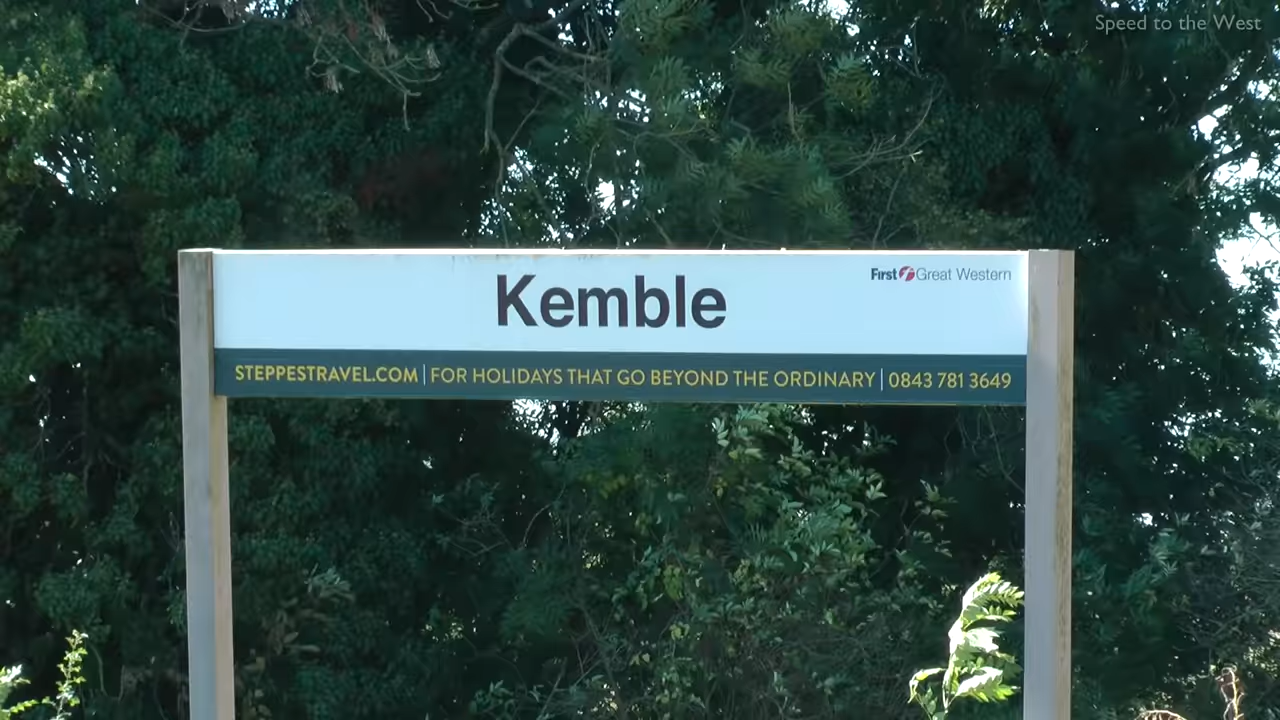 Speed to the West
Kemble
First Great Western
STEPPESTRAVEL.COM | FOR HOLIDAYS THAT GO BEYOND THE ORDINARY | 0843 781 3649